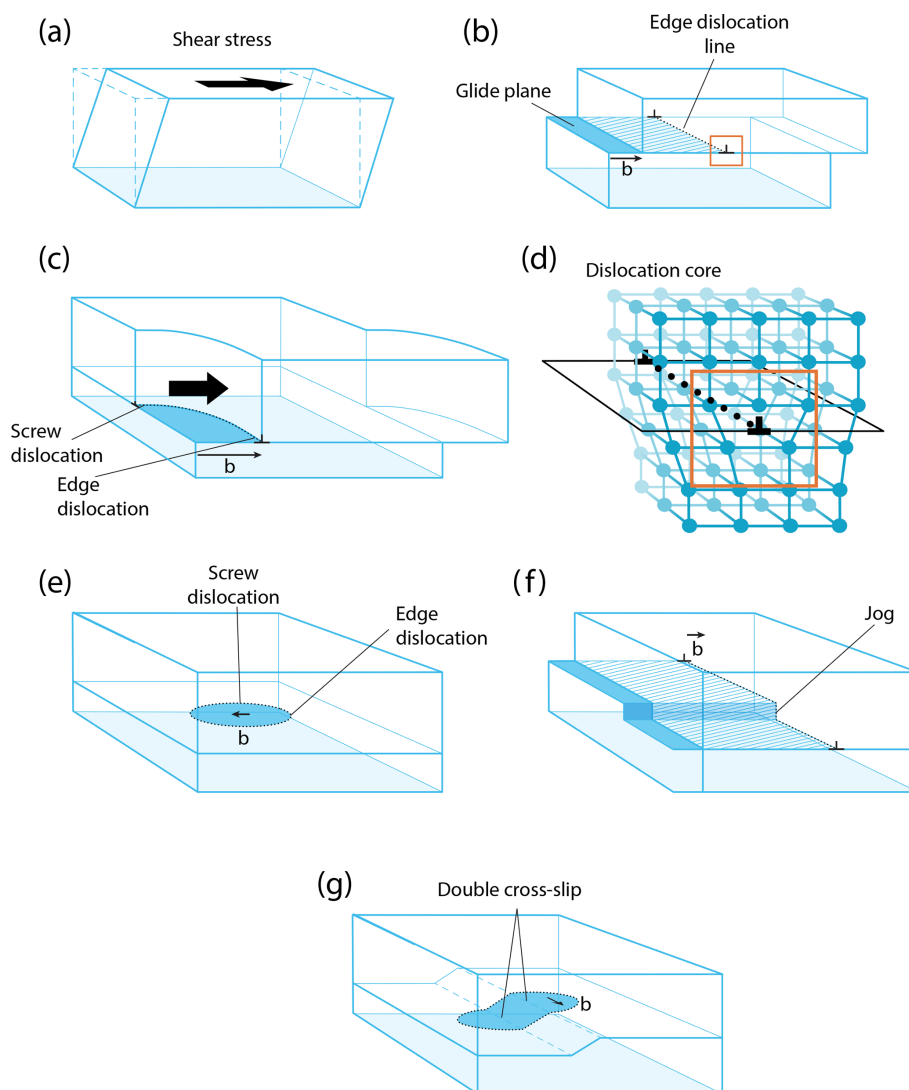 (a)
Shear stress
(b)
Edge dislocation
line
Glide plane
b
(c)
Screw
dislocation
b
Edge
dislocation
(d)
Dislocation core
(e)
Screw
dislocation
Edge
dislocation
b
(f)
Jog
b
(g)
Double cross-slip
b